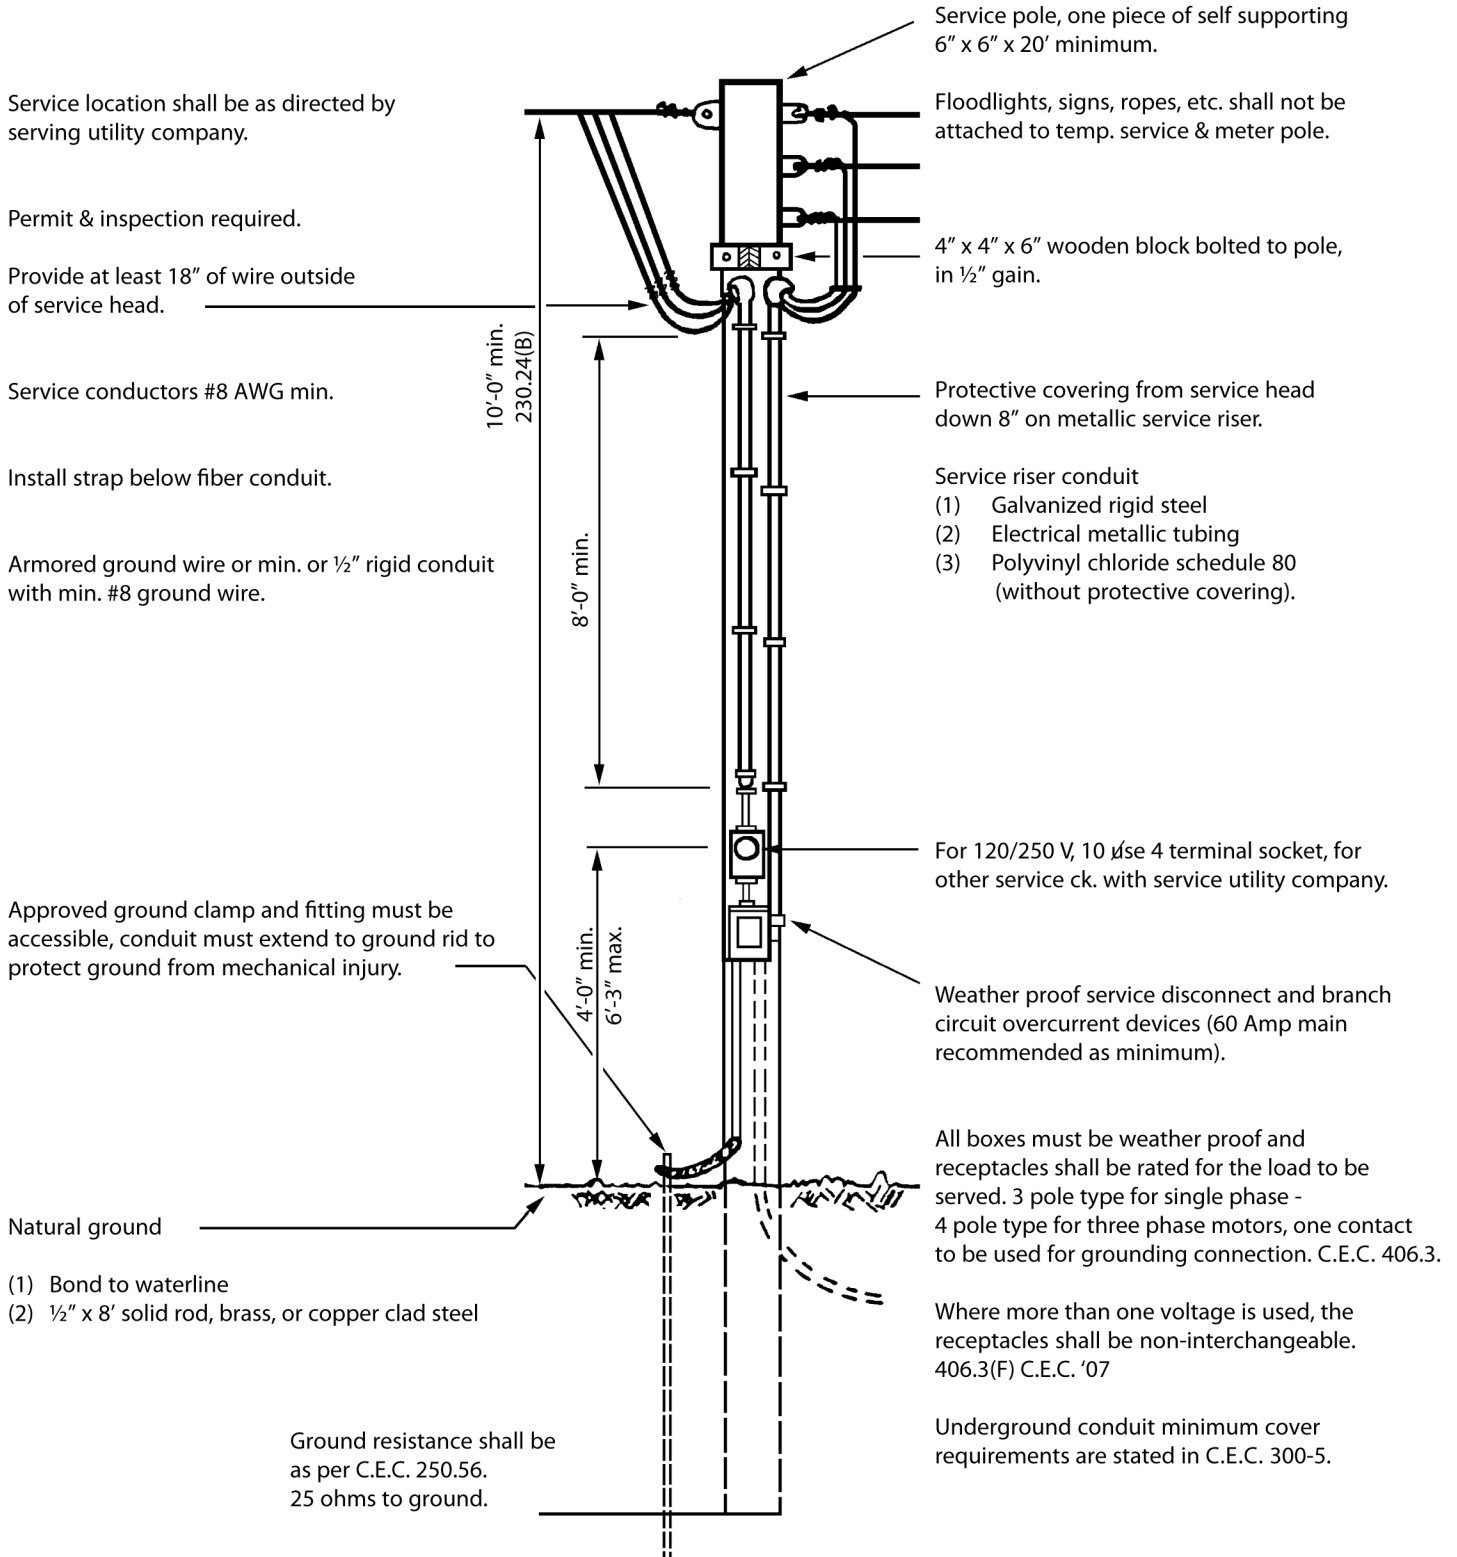 Service pole, one piece of self supporting
6” x 6” x 20’ minimum.
Service location shall be as directed by
serving utility company.
Floodlights, signs, ropes, etc. shall not be
attached to temp. service & meter pole.
Permit & inspection required.
4” x 4” x 6” wooden block bolted to pole,
in ½” gain.
Provide at least 18” of wire outside
of service head.
10’-0” min.
230.24(B)
Service conductors #8 AWG min.
Protective covering from service head
down 8” on metallic service riser.
Install strap below fiber conduit.
Service riser conduit
(1) Galvanized rigid steel
(2) Electrical metallic tubing
(3) Polyvinyl chloride schedule 80
(without protective covering).
Armored ground wire or min. or ½” rigid conduit
with min. #8 ground wire.
8’-0” min.
For 120/250 V, 10 use 4 terminal socket, for
other service ck. with service utility company.
Approved ground clamp and fitting must be
accessible, conduit must extend to ground rid to
protect ground from mechanical injury.
4’-0” min.
6’-3” max.
Weather proof service disconnect and branch
circuit overcurrent devices (60 Amp main
recommended as minimum).
All boxes must be weather proof and
receptacles shall be rated for the load to be
served. 3 pole type for single phase -
4 pole type for three phase motors, one contact
to be used for grounding connection. C.E.C. 406.3.
Natural ground
(1) Bond to waterline
(2) ½” x 8’ solid rod, brass, or copper clad steel
Where more than one voltage is used, the
receptacles shall be non-interchangeable.
406.3(F) C.E.C. ‘07
Underground conduit minimum cover
requirements are stated in C.E.C. 300-5.
Ground resistance shall be
as per C.E.C. 250.56.
25 ohms to ground.